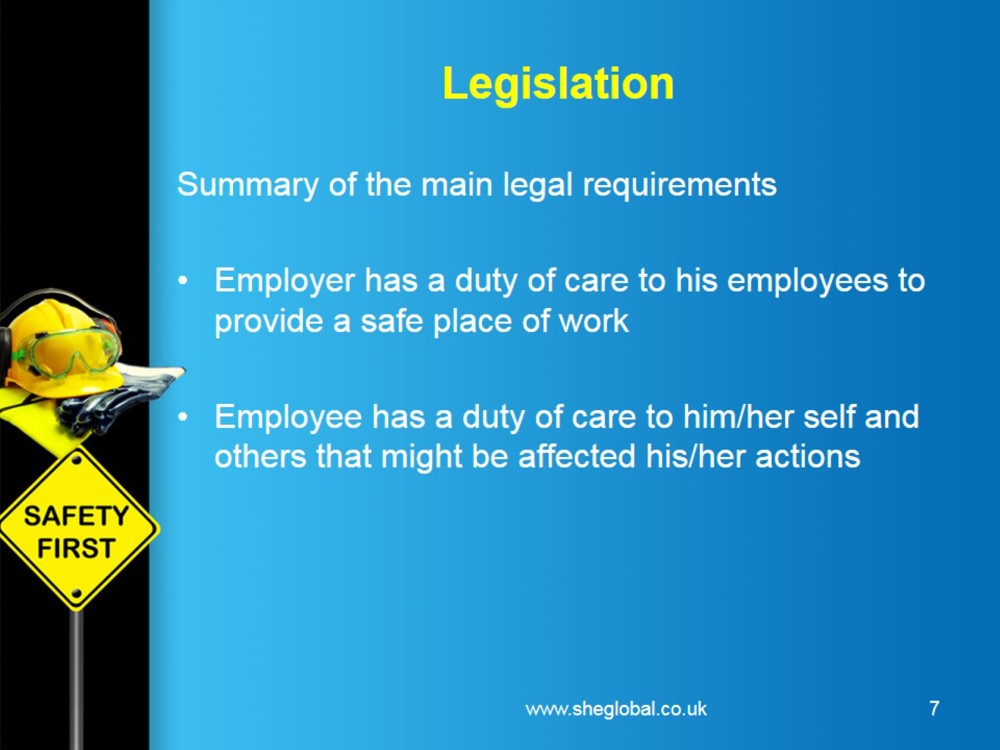 Legislation
Summary of the main legal requirements
• Employer has a duty of care to his employees to
provide a safe place of work
• Employee has a duty of care to him/her self and
others that might be affected his/her actions
SAFETY
FIRST
www.sheglobal.co.uk
7